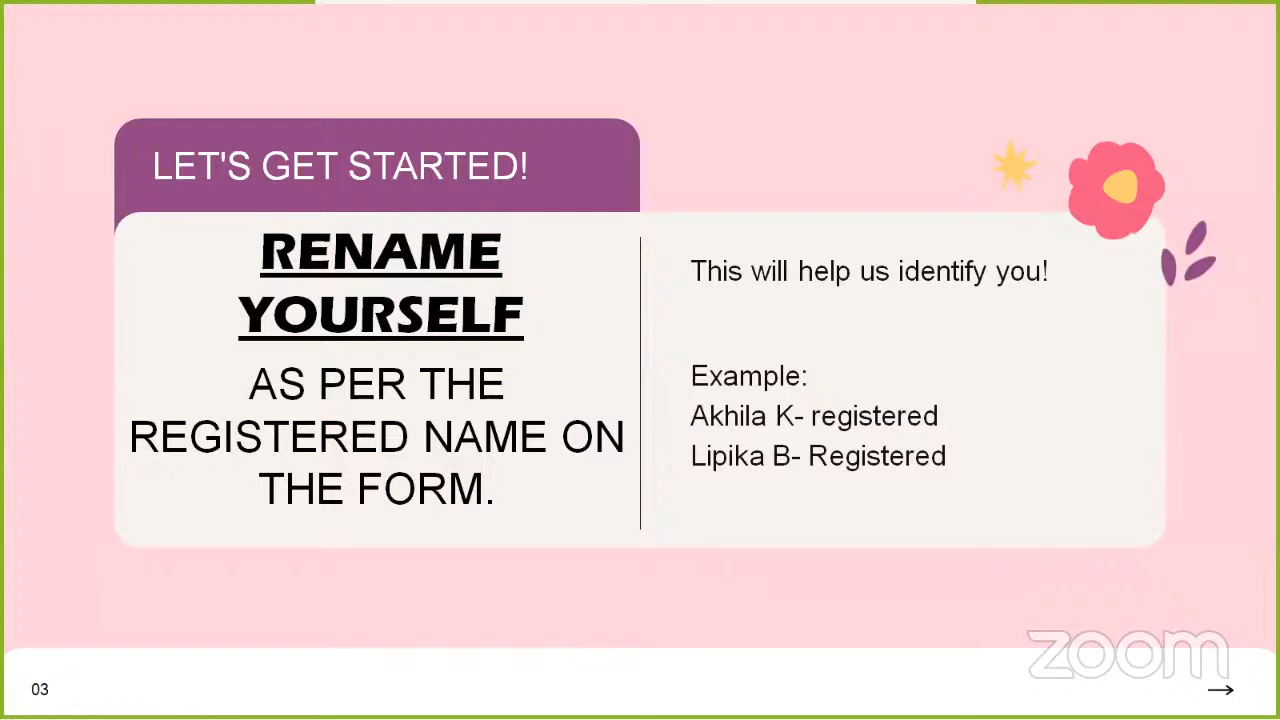 LET'S GET STARTED!
RENAME
YOURSELF
AS PER THE
REGISTERED NAME ON
THE FORM.
This will help us identify you!
Example:
Akhila K- registered
Lipika B- Registered
zoom
03